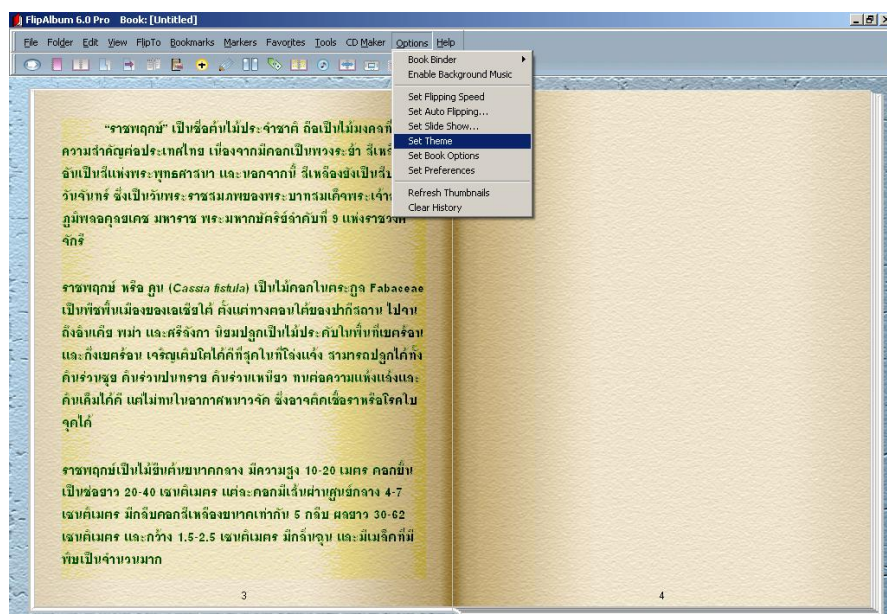 FlipAlbum 6.0 Pro Book: [Untitled]
File Folder Edit View FlipTo Bookmarks Markers Favorites Tools CD Maker Options Help
Book Binder
Enable Background Music
Set Flipping Speed
Set Auto Flipping...
Set Slide Show...
Set Theme
Set Book Options
Set Preferences
Refresh Thumbnails
Clear History
“ราชพฤกษ์” เป็นชื่อต้นไม้ประจำชาติ ถือเป็นไม้มงคลที่
ความสำคัญต่อประเทศไทย เนื่องจากมีดอกเป็นพวงระย้า สีเหลือง
อันเป็นสีแห่งพระพุทธศาสนา และนอกจากนี้ สีเหลืองยังเป็นสี
วันจันทร์ ซึ่งเป็นวันพระราชสมภพของพระบาทสมเด็จพระเจ้า
ภูมิพลอดุลยเดช มหาราช พระมหากษัตริย์ลำดับที่ 9 แห่งราชวงศ์
จักรี
ราชพฤกษ์ หรือ คูน (Cassia fistula) เป็นไม้ดอกในตระกูล Fabaceae
เป็นพืชพื้นเมืองของเอเชียใต้ ตั้งแต่ทางตอนใต้ของปากีสถาน ไปจน
ถึงอินเดีย พม่า และศรีลังกา นิยมปลูกเป็นไม้ประดับในพื้นที่เขตร้อน
และกึ่งเขตร้อน เจริญเติบโตได้ดีที่สุดในที่โล่งแจ้ง สามารถปลูกได้ทั้ง
ดินร่วนซุย ดินร่วนปนทราย ดินร่วนเหนียว ทนต่อความแห้งแล้งและ
ดินเค็มได้ดี แต่ไม่ทนในอากาศหนาวจัด ซึ่งอาจติดเชื้อราหรือโรคใบ
จุดได้
ราชพฤกษ์เป็นไม้ยืนต้นขนาดกลาง มีความสูง 10-20 เมตร ดอกขึ้น
เป็นช่อยาว 20-40 เซนติเมตร แต่ละดอกมีเส้นผ่านศูนย์กลาง 4-7
เซนติเมตร มีกลีบดอกสีเหลืองขนาดเท่ากัน 5 กลีบ ผลยาว 30-62
เซนติเมตร และกว้าง 1.5-2.5 เซนติเมตร มีกลิ่นฉุน และมีเมล็ดที่มี
พิษเป็นจำนวนมาก
3
4